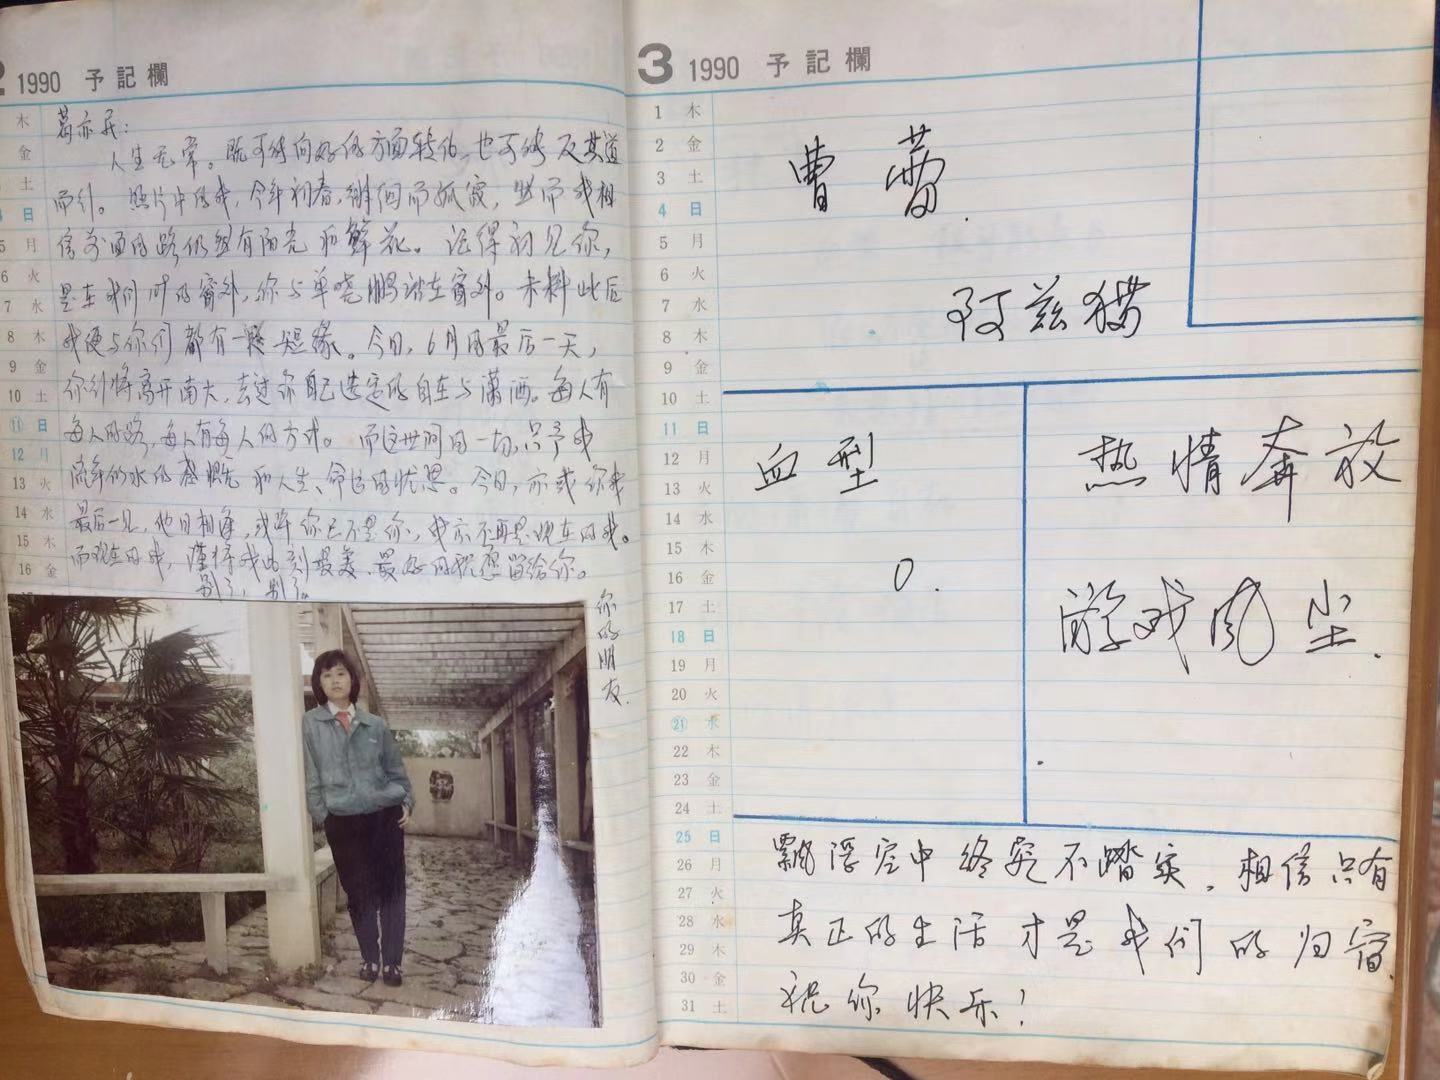 2 1990 予記欄
木
金
土
4 日
5 月
6 火
7 水
8 木
9 金
10 土
11 日
12 月
13 火
14 水
15 木
16 金
葛亦民：
人生无常。既可能向好的方面转化，也可能反其道
而行。照片中的我，今年初春，徘徊而孤寂，然而我相
信前面的路仍然有阳光和鲜花。记得初见你，
是在我们的窗外，你与单晓鹏站在窗外。未料此后
我便与你们都有一段短缘。今日，6月的最后一天，
你们将离开南大，去过你自己选定的自在与潇洒。每人有
每人的路，每人有每人的方式。而这世间的一切，只予我
流年似水的感慨和人生、命运的忧思。今日，亦或你我
最后一见，他日相逢，或许你已不是你，我亦不再是现在的我。
而现在的我，谨将我此刻最美、最好的祝愿留给你。
别了，别了。
你的朋友
3 1990 予記欄
1 木
2 金
3 土
4 日
5 月
6 火
7 水
8 木
9 金
10 土
11 日
12 月
13 火
14 水
15 木
16 金
17 土
18 日
19 月
20 火
21 水
22 木
23 金
24 土
25 日
26 月
27 火
28 水
29 木
30 金
31 土
曹蕾.
阿兹猫
血型
O.
热情奔放
游戏风尘.
飘浮空中终究不踏实，相信只有
真正的生活才是我们的归宿.
祝你快乐！